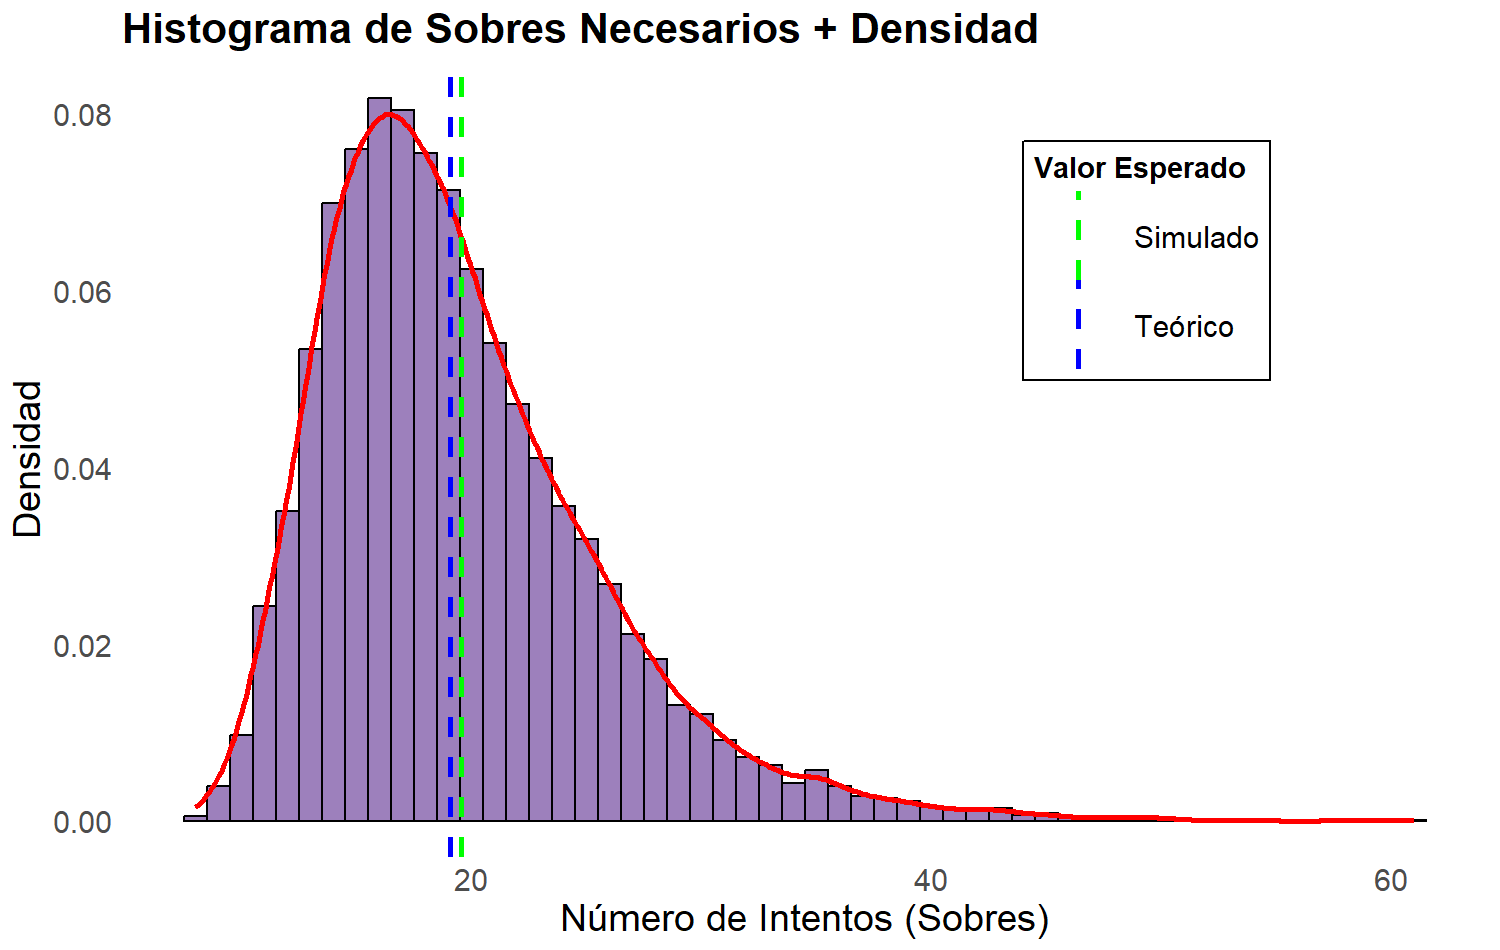 Histograma de Sobres Necesarios + Densidad
0.08
0.06
0.04
0.02
0.00
Densidad
Valor Esperado
Simulado
Teórico
20
40
60
Número de Intentos (Sobres)